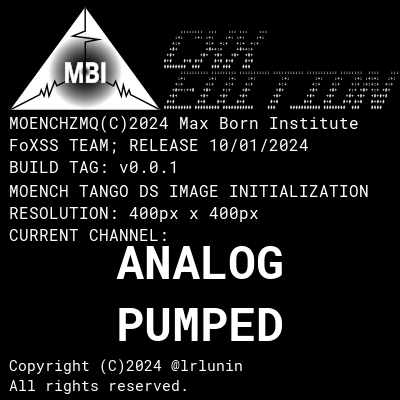 MBI
MOENCHZMQ(C)2024 Max Born Institute
FoXSS TEAM; RELEASE 10/01/2024
BUILD TAG: v0.0.1
MOENCH TANGO DS IMAGE INITIALIZATION
RESOLUTION: 400px x 400px
CURRENT CHANNEL:
ANALOG
PUMPED
Copyright (C)2024 @lrlunin
All rights reserved.